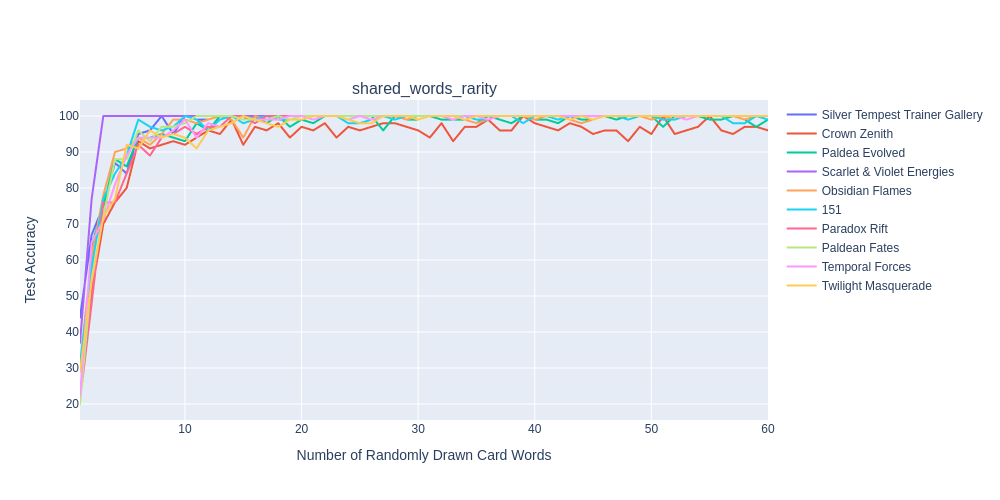 shared_words_rarity
Test Accuracy
100
90
80
70
60
50
40
30
20
10
20
30
40
50
60
Number of Randomly Drawn Card Words
Silver Tempest Trainer Gallery
Crown Zenith
Paldea Evolved
Scarlet & Violet Energies
Obsidian Flames
151
Paradox Rift
Paldean Fates
Temporal Forces
Twilight Masquerade